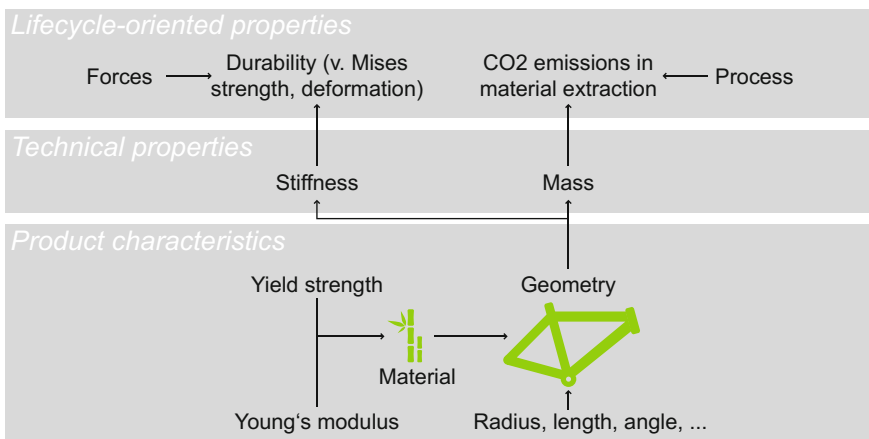 Lifecycle-oriented properties
Forces
Durability (v. Mises
strength, deformation)
CO2 emissions in
material extraction
Process
Technical properties
Stiffness
Mass
Product characteristics
Yield strength
Geometry
Material
Young‘s modulus
Radius, length, angle, ...